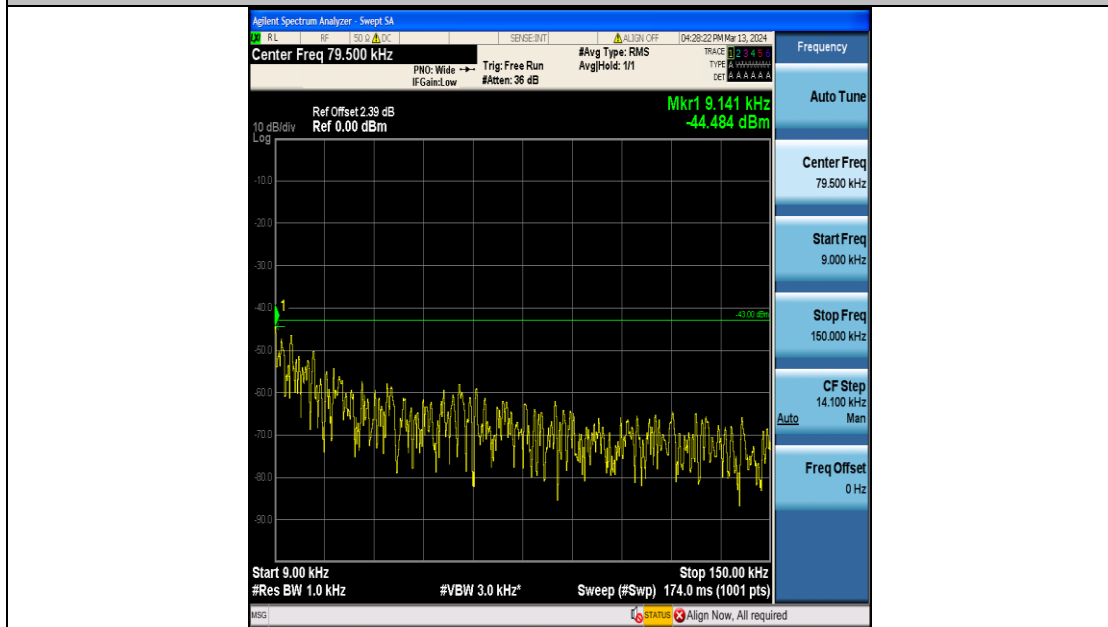 Agilent Spectrum Analyzer - Swept SA
RL RF 50 Ω DC SENSE:INT ALIGN OFF 04:28:22 PM Mar 13, 2024
Center Freq 79.500 kHz
PNO: Wide
IFGain:Low
Trig: Free Run
#Atten: 36 dB
#Avg Type: RMS
Avg|Hold: 1/1
TRACE 1 2 3 4 5 6
TYPE A
DET A A A A A A
Frequency
Auto Tune
Center Freq
79.500 kHz
Start Freq
9.000 kHz
Stop Freq
150.000 kHz
CF Step
14.100 kHz
Auto Man
Freq Offset
0 Hz
Mkr1 9.141 kHz
-44.484 dBm
Ref Offset 2.39 dB
10 dB/div Ref 0.00 dBm
Log
-10.0
-20.0
-30.0
-40.0
1
-43.00 dBm
-50.0
-60.0
-70.0
-80.0
-90.0
Start 9.00 kHz Stop 150.00 kHz
#Res BW 1.0 kHz #VBW 3.0 kHz* Sweep (#Swp) 174.0 ms (1001 pts)
MSG STATUS Align Now, All required